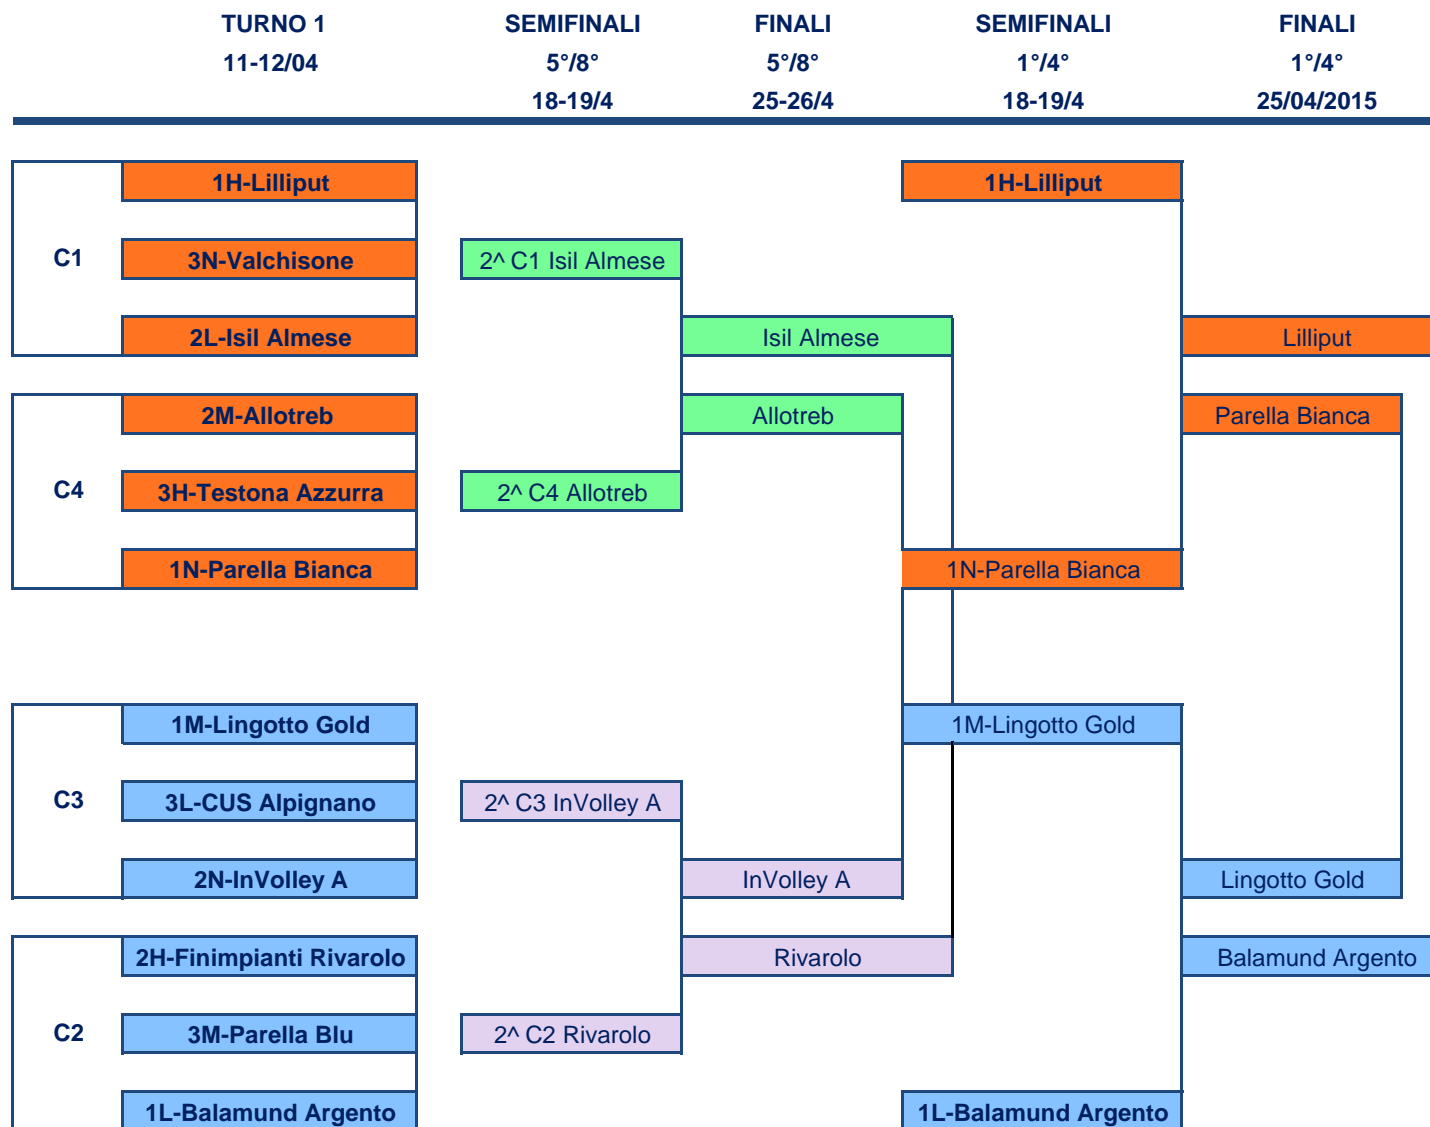 TURNO 1 SEMIFINALI FINALI SEMIFINALI FINALI
11-12/04 5°/8° 5°/8° 1°/4° 1°/4°
18-19/4 25-26/4 18-19/4 25/04/2015
1H-Lilliput 1H-Lilliput
C1 3N-Valchisone 2^ C1 Isil Almese
2L-Isil Almese Isil Almese Lilliput
2M-Allotreb Allotreb Parella Bianca
C4 3H-Testona Azzurra 2^ C4 Allotreb
1N-Parella Bianca 1N-Parella Bianca
1M-Lingotto Gold 1M-Lingotto Gold
C3 3L-CUS Alpignano 2^ C3 InVolley A
2N-InVolley A InVolley A Lingotto Gold
2H-Finimpianti Rivarolo Rivarolo Balamund Argento
C2 3M-Parella Blu 2^ C2 Rivarolo
1L-Balamund Argento 1L-Balamund Argento